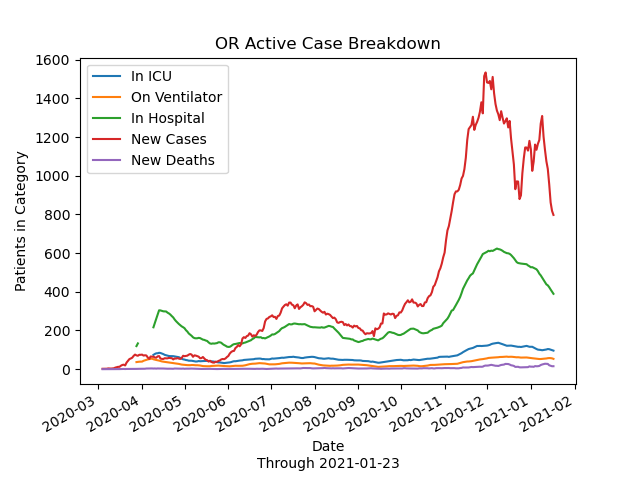 OR Active Case Breakdown
Patients in Category
1600
1400
1200
1000
800
600
400
200
0
In ICU
On Ventilator
In Hospital
New Cases
New Deaths
2020-03
2020-04
2020-05
2020-06
2020-07
2020-08
2020-09
2020-10
2020-11
2020-12
2021-01
2021-02
Date
Through 2021-01-23